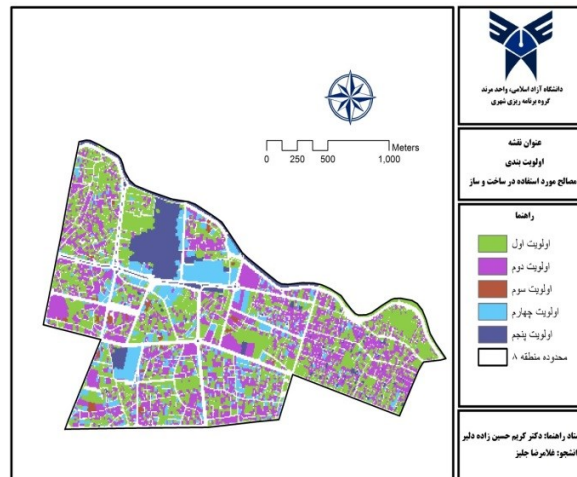 دانشگاه آزاد اسلامی، واحد مرند
گروه برنامه ریزی شهری
Meters
0 250 500 1,000
عنوان نقشه
اولویت بندی
مصالح مورد استفاده در ساخت و ساز
راهنما
اولویت اول
اولویت دوم
اولویت سوم
اولویت چهارم
اولویت پنجم
محدوده منطقه ۸
ستاد راهنما: دکتر کریم حسین زاده دلیر
انشجو: غلامرضا جلیز